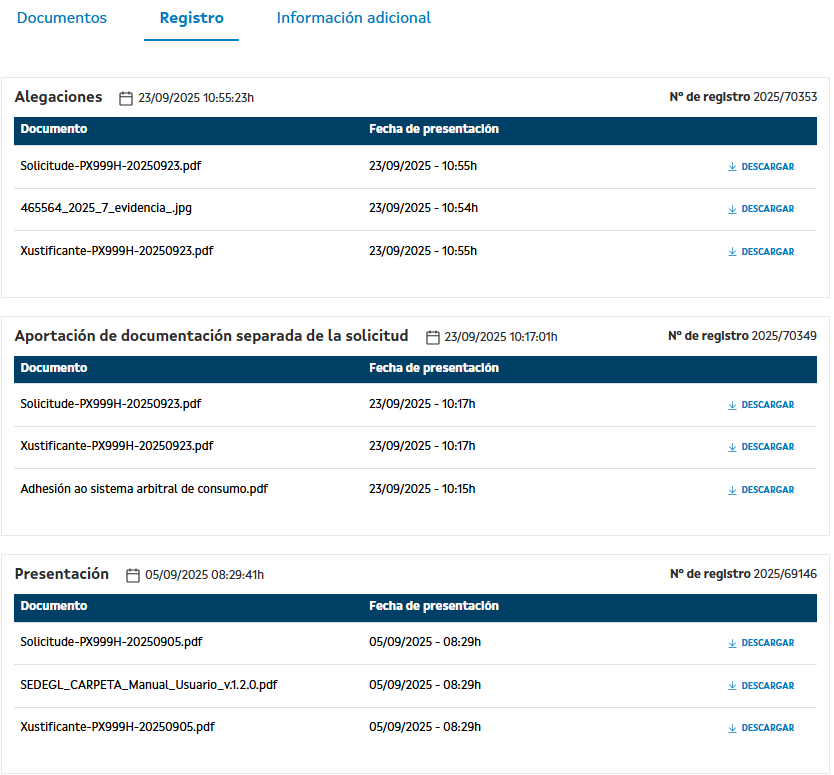 Documentos Registro Información adicional
Alegaciones 23/09/2025 10:55:23h Nº de registro 2025/70353
Documento Fecha de presentación
Solicitude-PX999H-20250923.pdf 23/09/2025 - 10:55h DESCARGAR
465564_2025_7_evidencia_.jpg 23/09/2025 - 10:54h DESCARGAR
Xustificante-PX999H-20250923.pdf 23/09/2025 - 10:55h DESCARGAR
Aportación de documentación separada de la solicitud 23/09/2025 10:17:01h Nº de registro 2025/70349
Documento Fecha de presentación
Solicitude-PX999H-20250923.pdf 23/09/2025 - 10:17h DESCARGAR
Xustificante-PX999H-20250923.pdf 23/09/2025 - 10:17h DESCARGAR
Adhesión ao sistema arbitral de consumo.pdf 23/09/2025 - 10:15h DESCARGAR
Presentación 05/09/2025 08:29:41h Nº de registro 2025/69146
Documento Fecha de presentación
Solicitude-PX999H-20250905.pdf 05/09/2025 - 08:29h DESCARGAR
SEDEGL_CARPETA_Manual_Usuario_v.1.2.0.pdf 05/09/2025 - 08:29h DESCARGAR
Xustificante-PX999H-20250905.pdf 05/09/2025 - 08:29h DESCARGAR